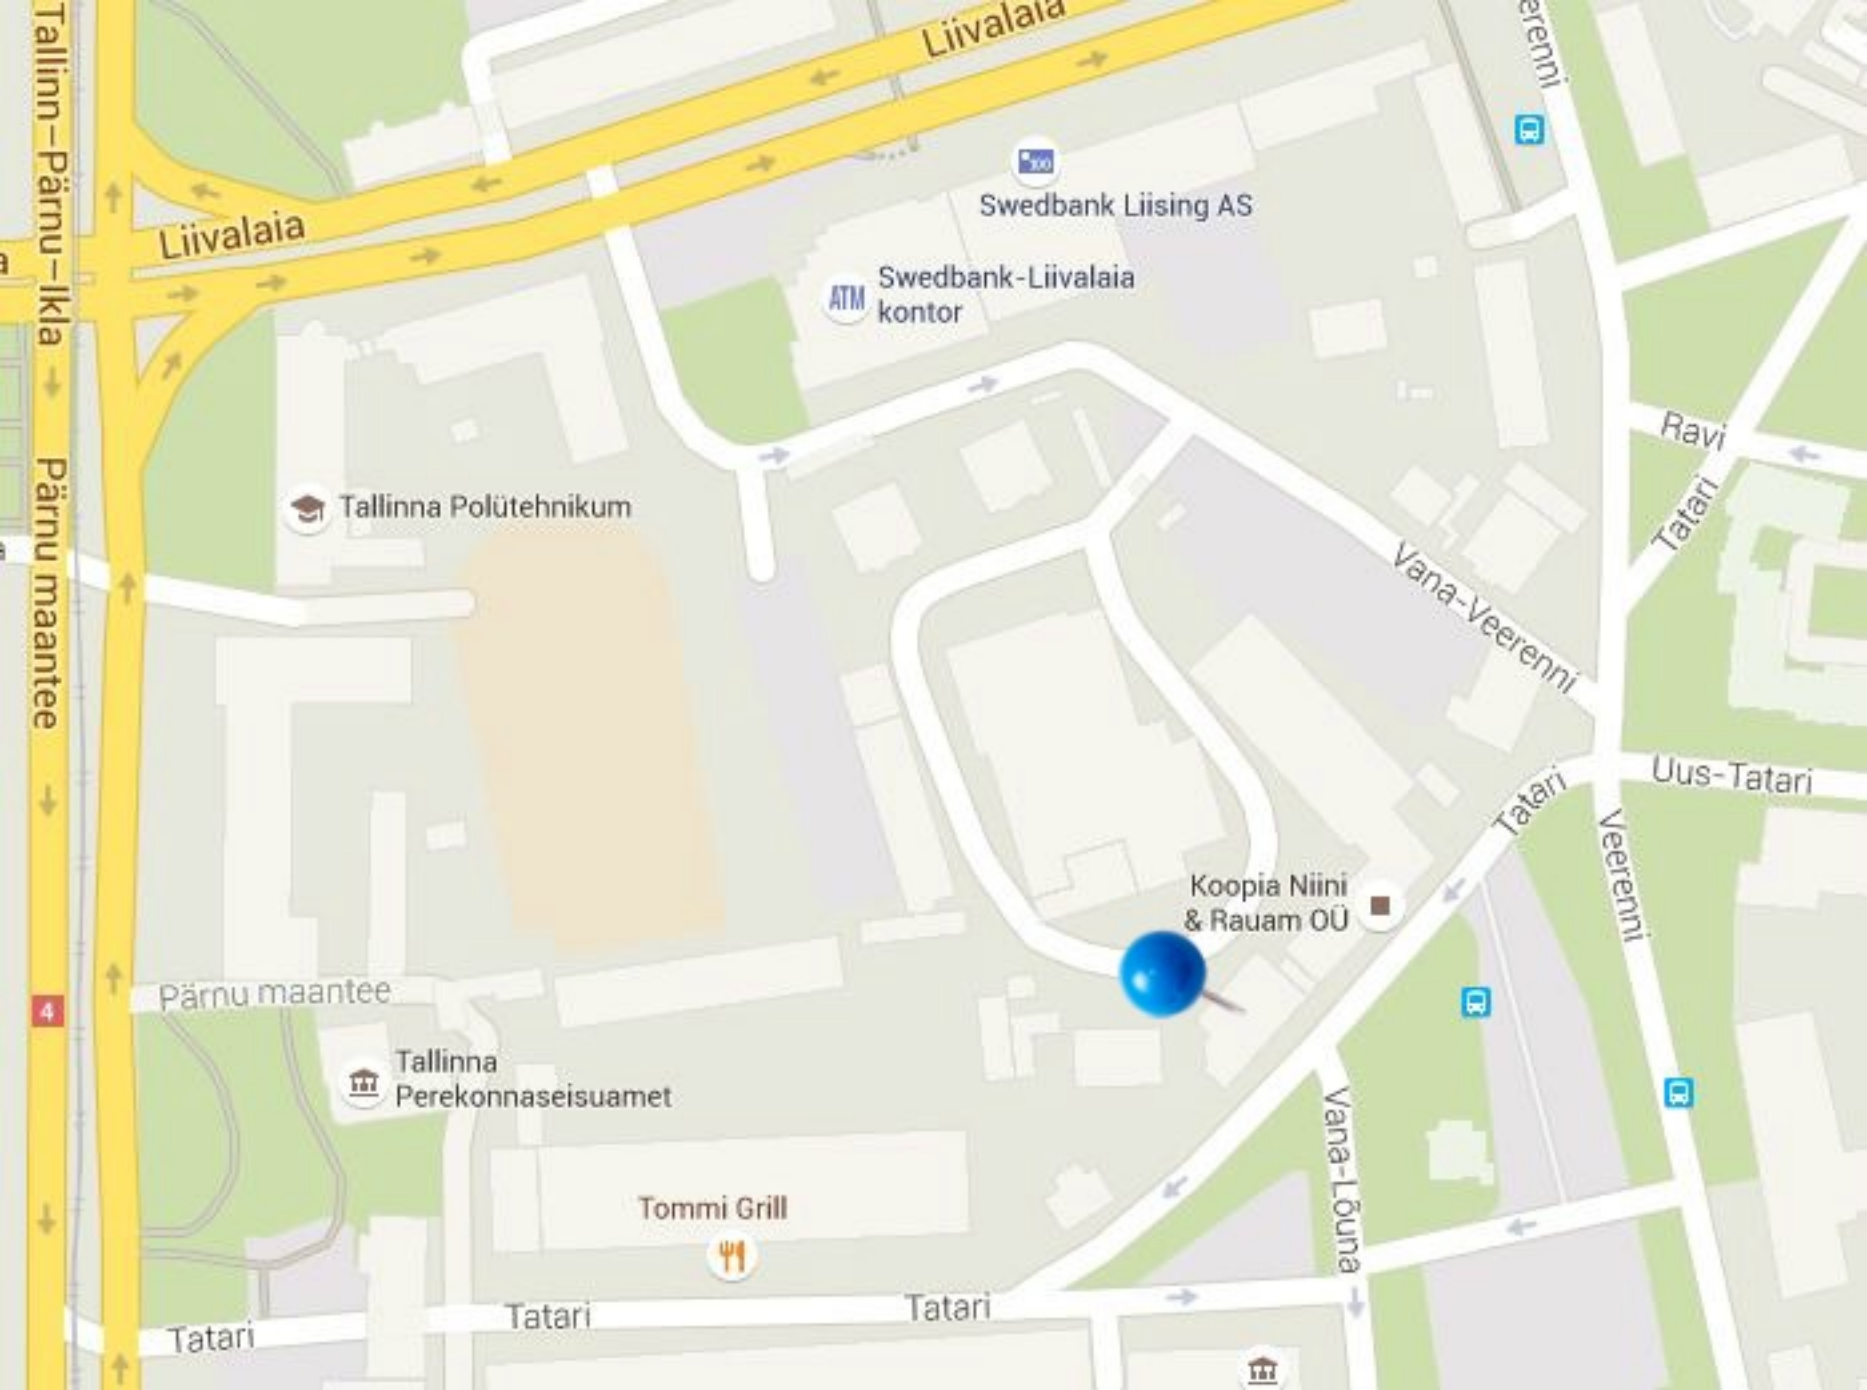 Liivalaia
Tallinn-Pärnu-Ikla
erenni
100
Swedbank Liising AS
Liivalaia
a
ATM
Swedbank-Liivalaia
kontor
Ravi
Tallinna Polütehnikum
Tatari
Pärnu maantee
Vana-Veerenni
Uus-Tatari
Tatari
Veerenni
Koopia Niini
& Rauam OÜ
Pärnu maantee
4
Tallinna
Perekonnaseisuamet
Vana-Lõuna
Tommi Grill
Tatari
Tatari
Tatari